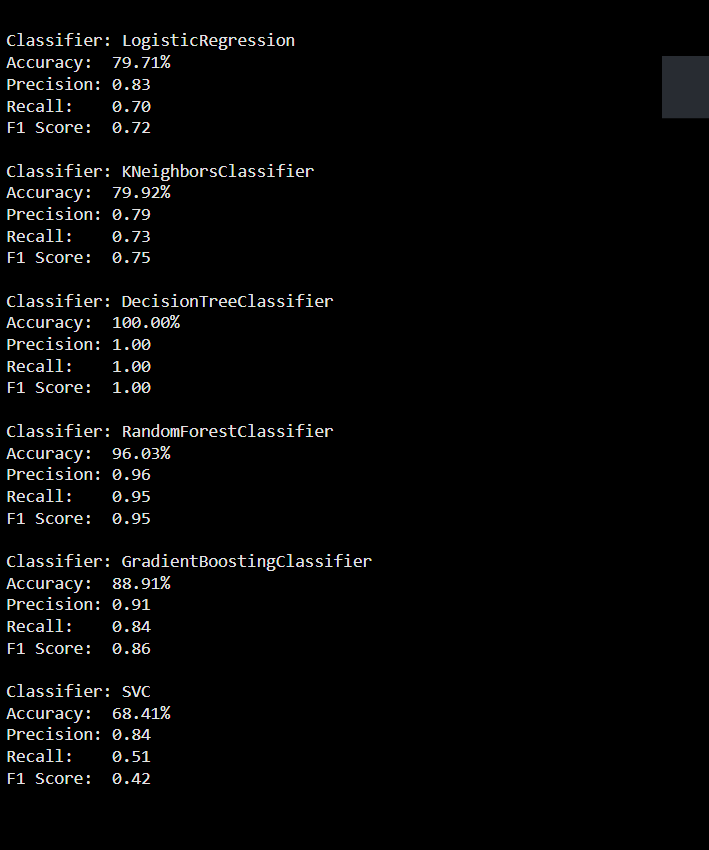 Classifier: LogisticRegression
Accuracy: 79.71%
Precision: 0.83
Recall: 0.70
F1 Score: 0.72
Classifier: KNeighborsClassifier
Accuracy: 79.92%
Precision: 0.79
Recall: 0.73
F1 Score: 0.75
Classifier: DecisionTreeClassifier
Accuracy: 100.00%
Precision: 1.00
Recall: 1.00
F1 Score: 1.00
Classifier: RandomForestClassifier
Accuracy: 96.03%
Precision: 0.96
Recall: 0.95
F1 Score: 0.95
Classifier: GradientBoostingClassifier
Accuracy: 88.91%
Precision: 0.91
Recall: 0.84
F1 Score: 0.86
Classifier: SVC
Accuracy: 68.41%
Precision: 0.84
Recall: 0.51
F1 Score: 0.42